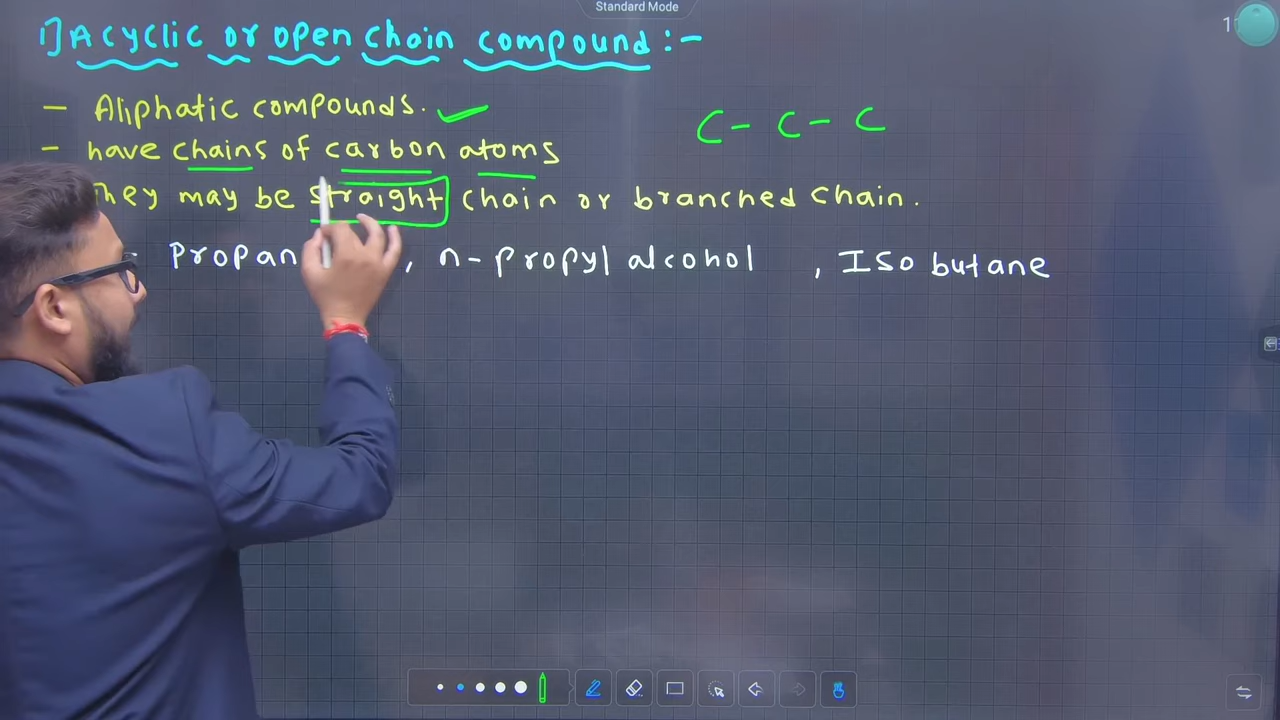 Standard Mode
1] Acyclic or open chain compound :-
C - C - C
- Aliphatic compounds.
- have chains of carbon atoms
They may be straight chain or branched chain.
, n-propyl alcohol , Iso butane